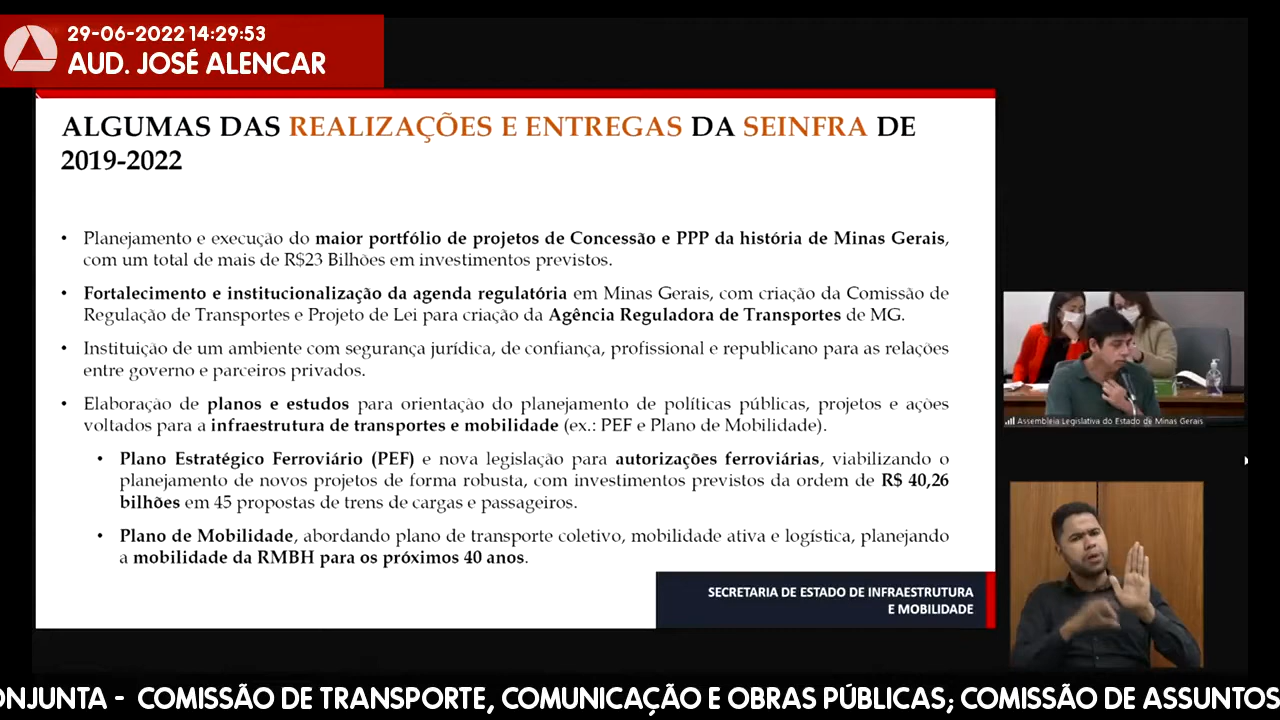 29-06-2022 14:29:53
AUD. JOSÉ ALENCAR
ALGUMAS DAS REALIZAÇÕES E ENTREGAS DA SEINFRA DE
2019-2022
• Planejamento e execução do maior portfólio de projetos de Concessão e PPP da história de Minas Gerais,
com um total de mais de R$23 Bilhões em investimentos previstos.
• Fortalecimento e institucionalização da agenda regulatória em Minas Gerais, com criação da Comissão de
Regulação de Transportes e Projeto de Lei para criação da Agência Reguladora de Transportes de MG.
• Instituição de um ambiente com segurança jurídica, de confiança, profissional e republicano para as relações
entre governo e parceiros privados.
• Elaboração de planos e estudos para orientação do planejamento de políticas públicas, projetos e ações
voltados para a infraestrutura de transportes e mobilidade (ex.: PEF e Plano de Mobilidade).
• Plano Estratégico Ferroviário (PEF) e nova legislação para autorizações ferroviárias, viabilizando o
planejamento de novos projetos de forma robusta, com investimentos previstos da ordem de R$ 40,26
bilhões em 45 propostas de trens de cargas e passageiros.
• Plano de Mobilidade, abordando plano de transporte coletivo, mobilidade ativa e logística, planejando
a mobilidade da RMBH para os próximos 40 anos.
SECRETARIA DE ESTADO DE INFRAESTRUTURA
E MOBILIDADE
Assembleia Legislativa do Estado de Minas Gerais
ONJUNTA - COMISSÃO DE TRANSPORTE, COMUNICAÇÃO E OBRAS PÚBLICAS; COMISSÃO DE ASSUNTOS